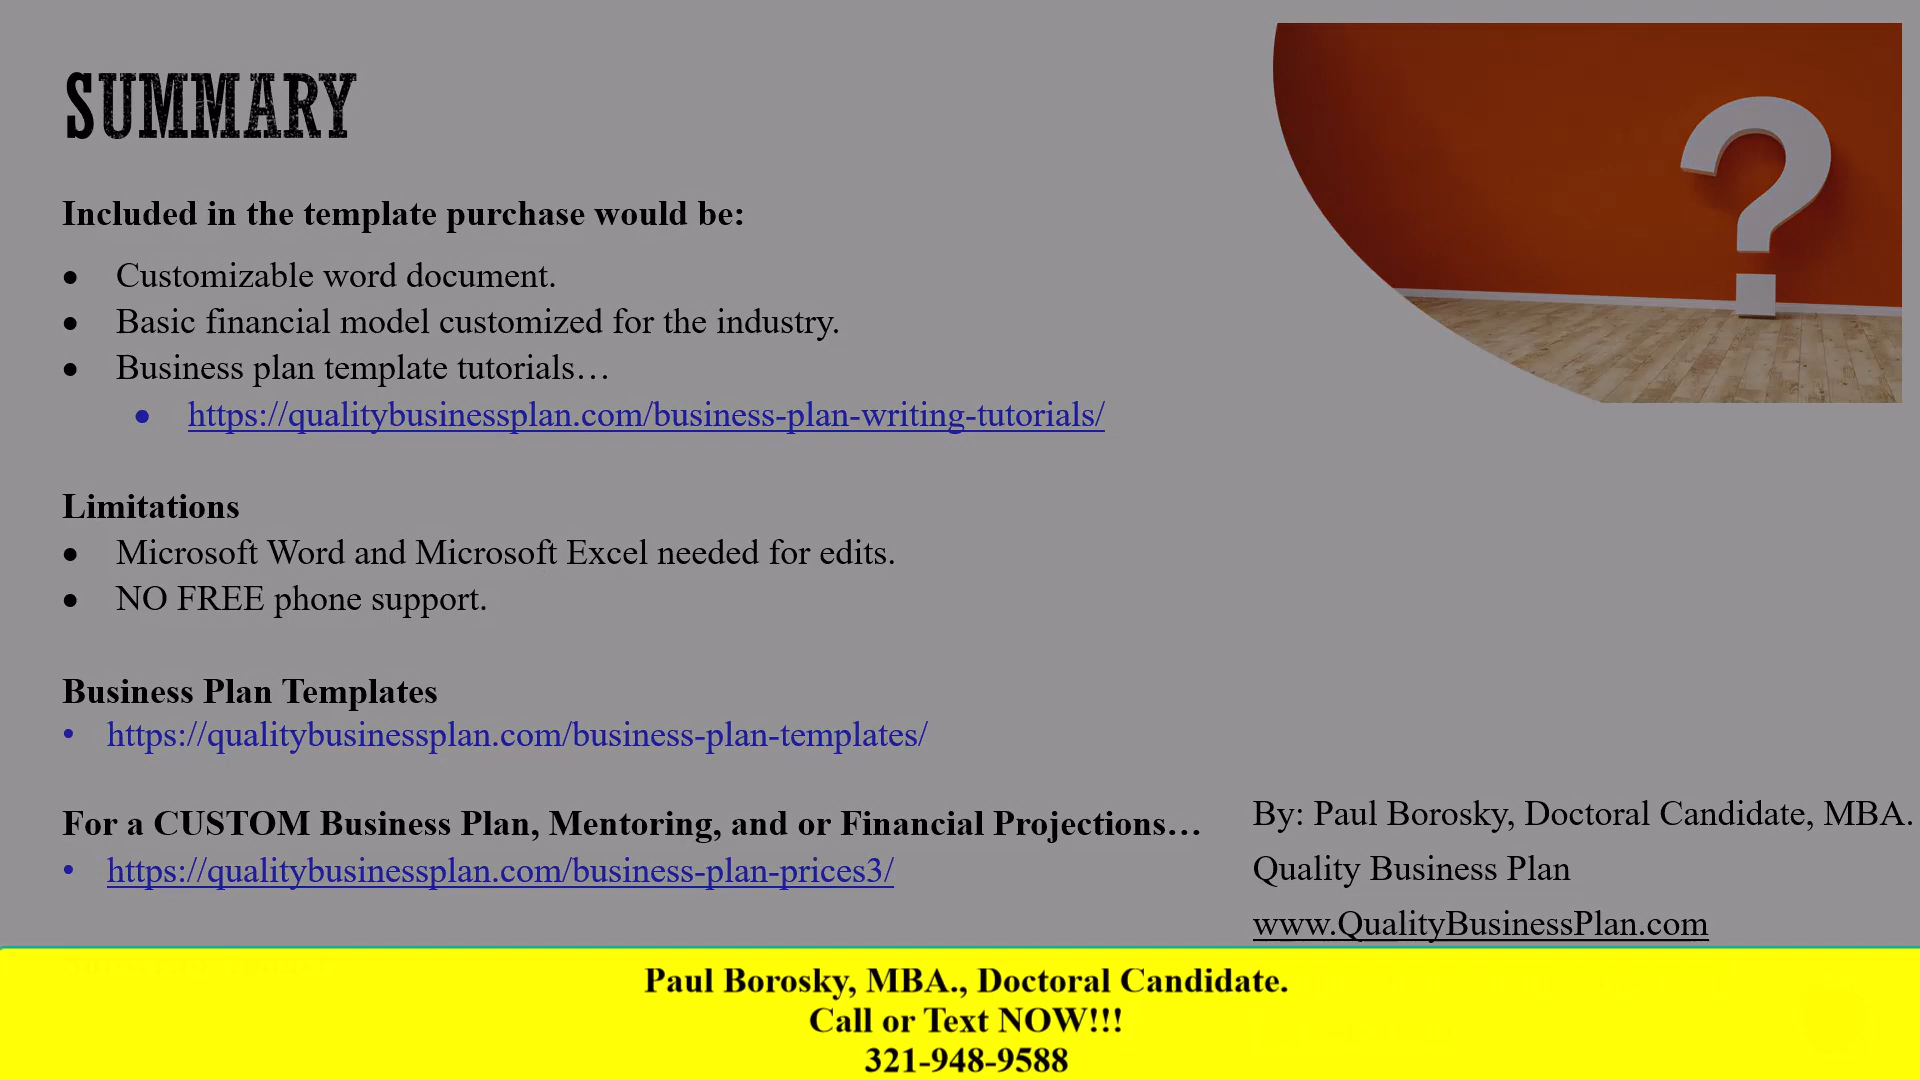 SUMMARY
Included in the template purchase would be:
• Customizable word document.
• Basic financial model customized for the industry.
• Business plan template tutorials…
• https://qualitybusinessplan.com/business-plan-writing-tutorials/
Limitations
• Microsoft Word and Microsoft Excel needed for edits.
• NO FREE phone support.
Business Plan Templates
• https://qualitybusinessplan.com/business-plan-templates/
For a CUSTOM Business Plan, Mentoring, and or Financial Projections…
• https://qualitybusinessplan.com/business-plan-prices3/
By: Paul Borosky, Doctoral Candidate, MBA.
Quality Business Plan
www.QualityBusinessPlan.com
Paul Borosky, MBA., Doctoral Candidate.
Call or Text NOW!!!
321-948-9588